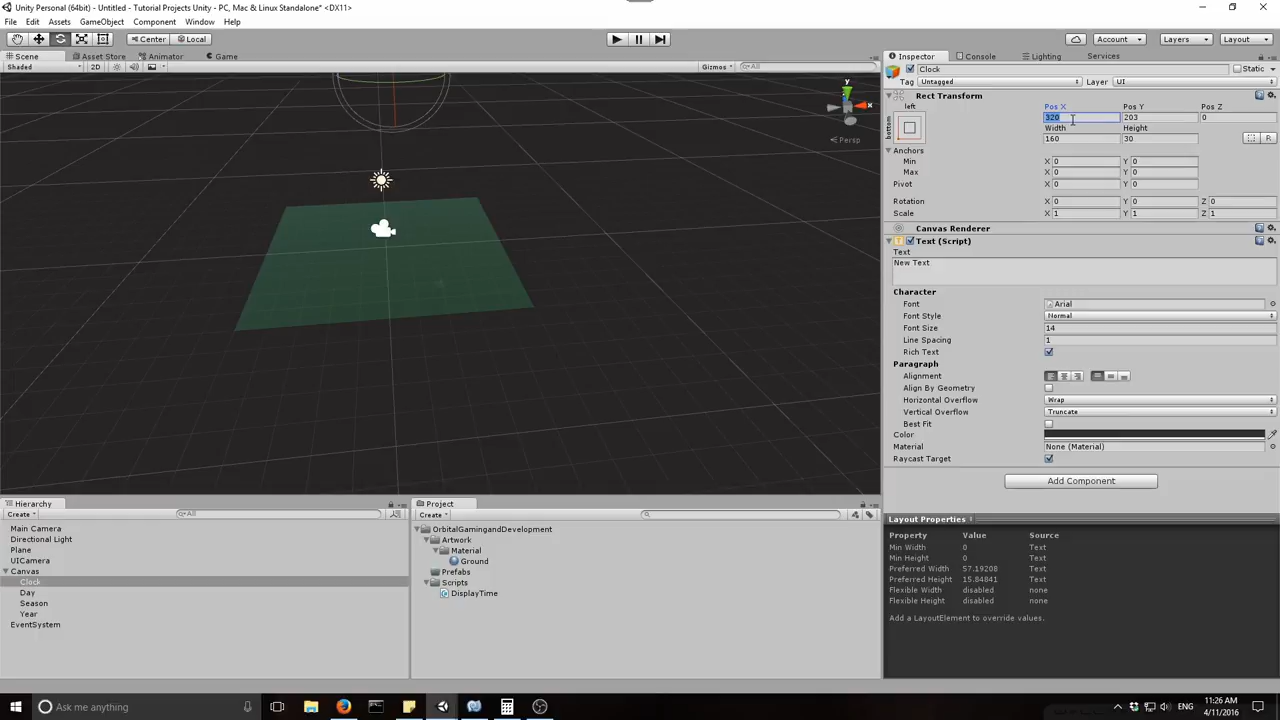 Unity Personal (64bit) - Untitled - Tutorial Projects Unity - PC, Mac & Linux Standalone* <DX11>
File Edit Assets GameObject Component Window Help
Center Local Account Layers Layout
Scene Asset Store Animator Game
Shaded 2D Gizmos All
y
x
Persp
Inspector Console Lighting Services
Clock Static
Tag Untagged Layer UI
Rect Transform
left Pos X Pos Y Pos Z
bottom 320 203 0
Width Height
160 30 R
Anchors
Min X 0 Y 0
Max X 0 Y 0
Pivot X 0 Y 0
Rotation X 0 Y 0 Z 0
Scale X 1 Y 1 Z 1
Canvas Renderer
Text (Script)
Text
New Text
Character
Font Arial
Font Style Normal
Font Size 14
Line Spacing 1
Rich Text
Paragraph
Alignment
Align By Geometry
Horizontal Overflow Wrap
Vertical Overflow Truncate
Best Fit
Color
Material None (Material)
Raycast Target
Add Component
Layout Properties
Property Value Source
Min Width 0 Text
Min Height 0 Text
Preferred Width 57.19208 Text
Preferred Height 15.84841 Text
Flexible Width disabled none
Flexible Height disabled none
Add a LayoutElement to override values.
Hierarchy
Create All
Main Camera
Directional Light
Plane
UICamera
Canvas
Clock
Day
Season
Year
EventSystem
Project
Create
OrbitalGamingandDevelopment
Artwork
Material
Ground
Prefabs
Scripts
DisplayTime
Ask me anything
ENG
11:26 AM
4/11/2016